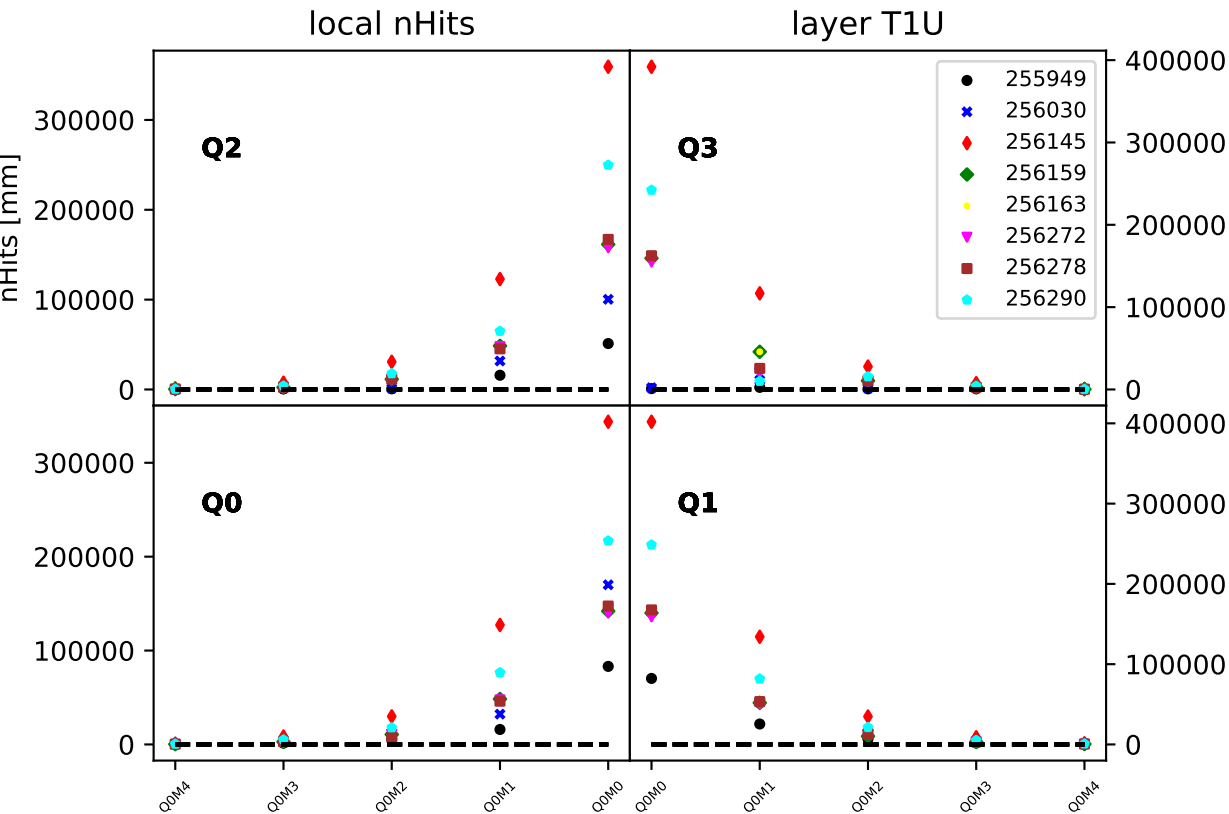 local nHits
layer T1U
nHits [mm]
300000
200000
100000
0
Q2
Q3
400000
300000
200000
100000
0
255949
256030
256145
256159
256163
256272
256278
256290
300000
200000
100000
0
Q0
Q1
400000
300000
200000
100000
0
Q0M4
Q0M3
Q0M2
Q0M1
Q0M0
Q0M0
Q0M1
Q0M2
Q0M3
Q0M4